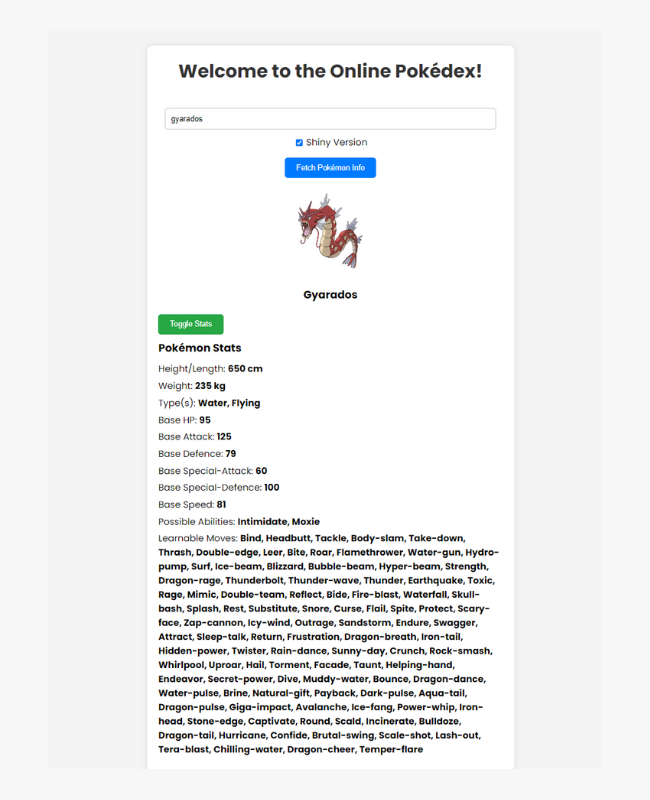 Welcome to the Online Pokédex!
gyarados
Shiny Version
Fetch Pokémon Info
Gyarados
Toggle Stats
Pokémon Stats
Height/Length: 650 cm
Weight: 235 kg
Type(s): Water, Flying
Base HP: 95
Base Attack: 125
Base Defence: 79
Base Special-Attack: 60
Base Special-Defence: 100
Base Speed: 81
Possible Abilities: Intimidate, Moxie
Learnable Moves: Bind, Headbutt, Tackle, Body-slam, Take-down,
Thrash, Double-edge, Leer, Bite, Roar, Flamethrower, Water-gun, Hydro-
pump, Surf, Ice-beam, Blizzard, Bubble-beam, Hyper-beam, Strength,
Dragon-rage, Thunderbolt, Thunder-wave, Thunder, Earthquake, Toxic,
Rage, Mimic, Double-team, Reflect, Bide, Fire-blast, Waterfall, Skull-
bash, Splash, Rest, Substitute, Snore, Curse, Flail, Spite, Protect, Scary-
face, Zap-cannon, Icy-wind, Outrage, Sandstorm, Endure, Swagger,
Attract, Sleep-talk, Return, Frustration, Dragon-breath, Iron-tail,
Hidden-power, Twister, Rain-dance, Sunny-day, Crunch, Rock-smash,
Whirlpool, Uproar, Hail, Torment, Facade, Taunt, Helping-hand,
Endeavor, Secret-power, Dive, Muddy-water, Bounce, Dragon-dance,
Water-pulse, Brine, Natural-gift, Payback, Dark-pulse, Aqua-tail,
Dragon-pulse, Giga-impact, Avalanche, Ice-fang, Power-whip, Iron-
head, Stone-edge, Captivate, Round, Scald, Incinerate, Bulldoze,
Dragon-tail, Hurricane, Confide, Brutal-swing, Scale-shot, Lash-out,
Tera-blast, Chilling-water, Dragon-cheer, Temper-flare